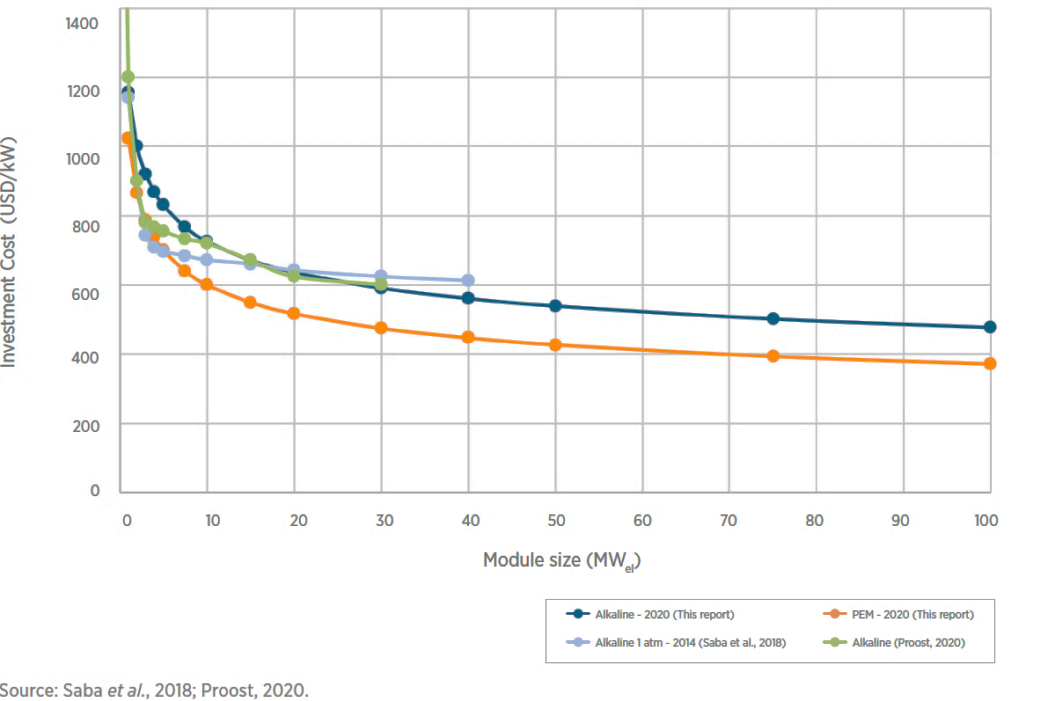 1400
1200
1000
800
600
400
200
0
Investment Cost (USD/kW)
0 10 20 30 40 50 60 70 80 90 100
Module size (MWel)
Alkaline - 2020 (This report) PEM - 2020 (This report)
Alkaline 1 atm - 2014 (Saba et al., 2018) Alkaline (Proost, 2020)
Source: Saba et al., 2018; Proost, 2020.